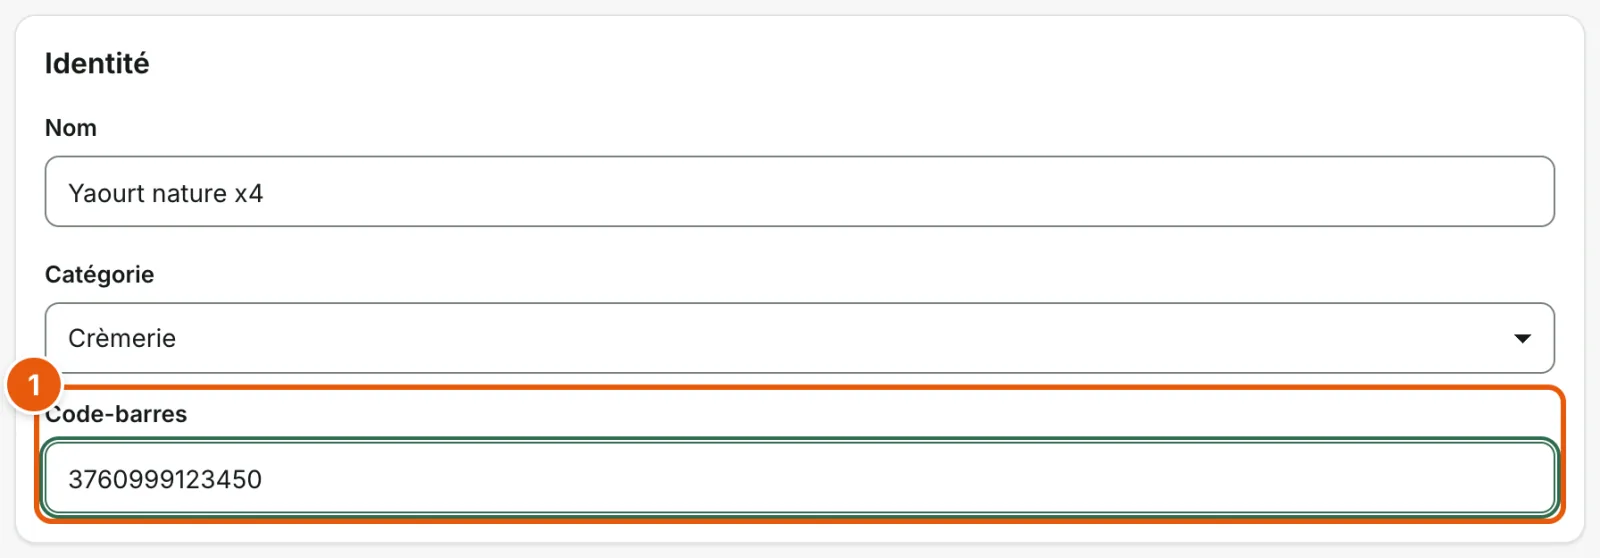 Identité
Nom
Yaourt nature x4
Catégorie
Crèmerie
1
Code-barres
3760999123450